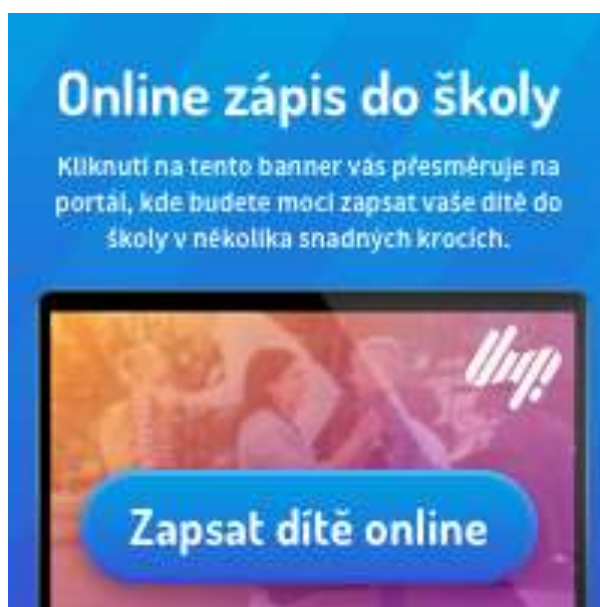 Online zápis do školy
Kliknutí na tento banner vás přesměruje na
portál, kde budete moci zapsat vaše dítě do
školy v několika snadných krocích.
Zapsat dítě online